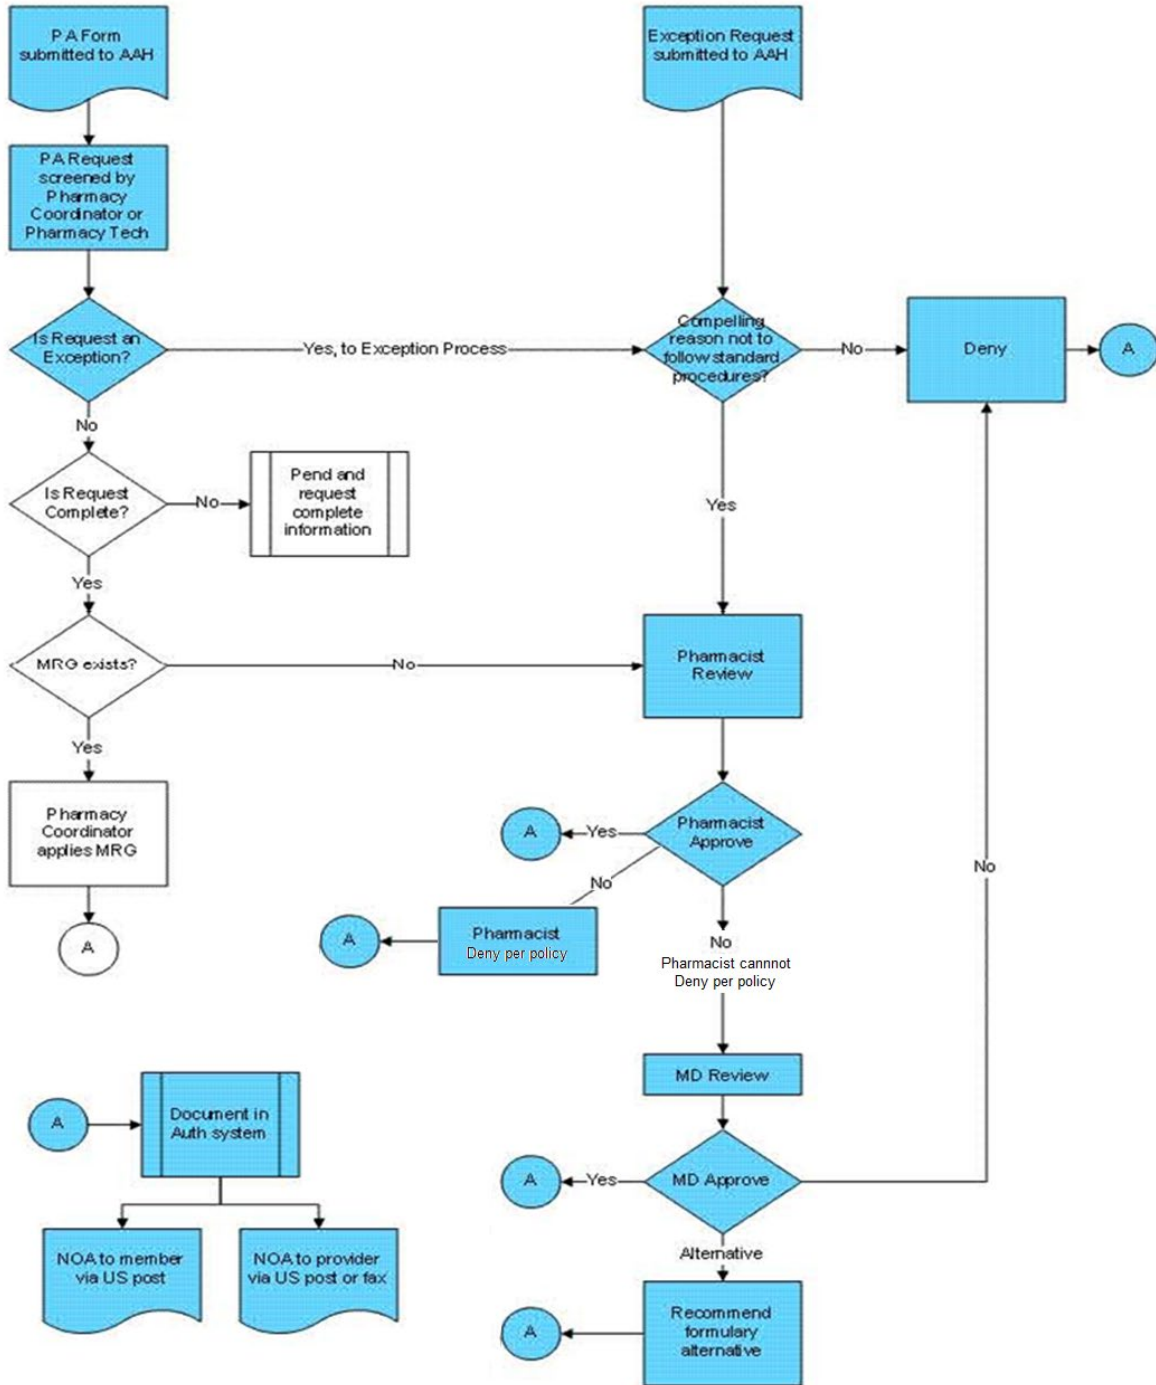 PA Form
submitted to AAH
Exception Request
submitted to AAH
PA Request
screened by
Pharmacy
Coordinator or
Pharmacy Tech
Is Request an
Exception?
Yes, to Exception Process
Compelling
reason not to
follow standard
procedures?
No
Deny
A
No
Is Request
Complete?
No
Pend and
request
complete
information
Yes
Yes
MRG exists?
No
Pharmacist
Review
Yes
Pharmacy
Coordinator
applies MRG
A
Pharmacist
Approve
Yes
A
No
Pharmacist
Deny per policy
A
No
Pharmacist cannnot
Deny per policy
No
MD Review
A
Document in
Auth system
MD Approve
Yes
A
NOA to member
via US post
NOA to provider
via US post or fax
Alternative
Recommend
formulary
alternative
A